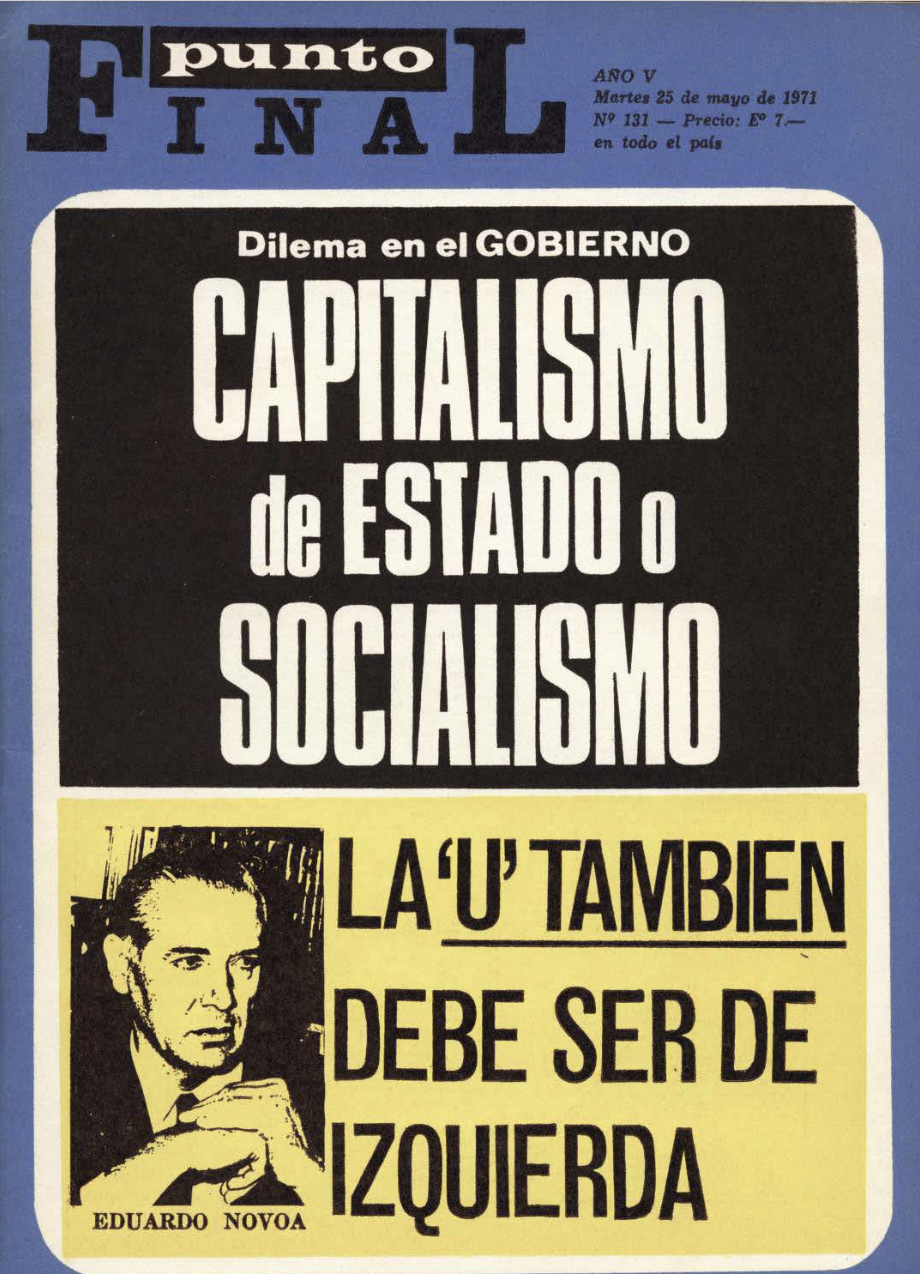 punto
FINAL
AÑO V
Martes 25 de mayo de 1971
Nº 131 — Precio: Eº 7.—
en todo el país
Dilema en el GOBIERNO
CAPITALISMO
de ESTADO o
SOCIALISMO
LA 'U' TAMBIEN
DEBE SER DE
IZQUIERDA
EDUARDO NOVOA